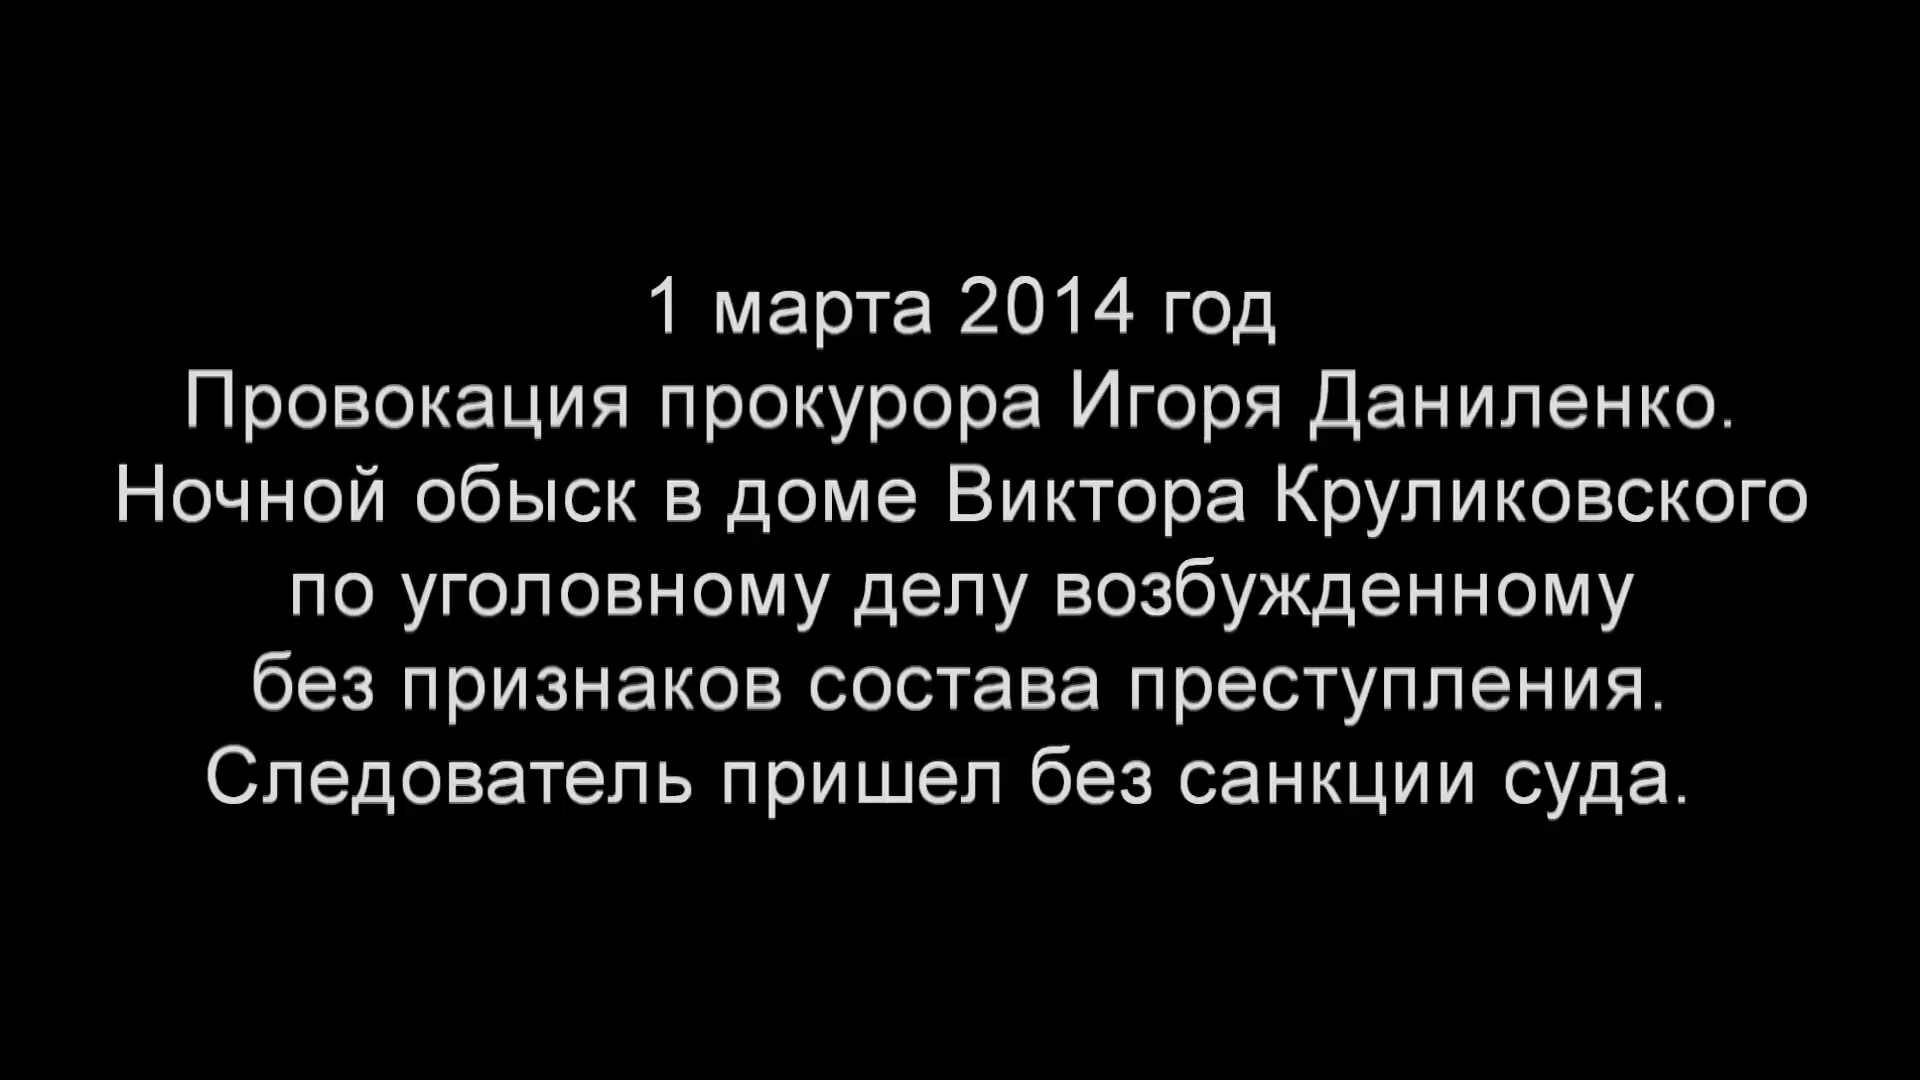 1 марта 2014 год
Провокация прокурора Игоря Даниленко.
Ночной обыск в доме Виктора Круликовского
по уголовному делу возбужденному
без признаков состава преступления.
Следователь пришел без санкции суда.